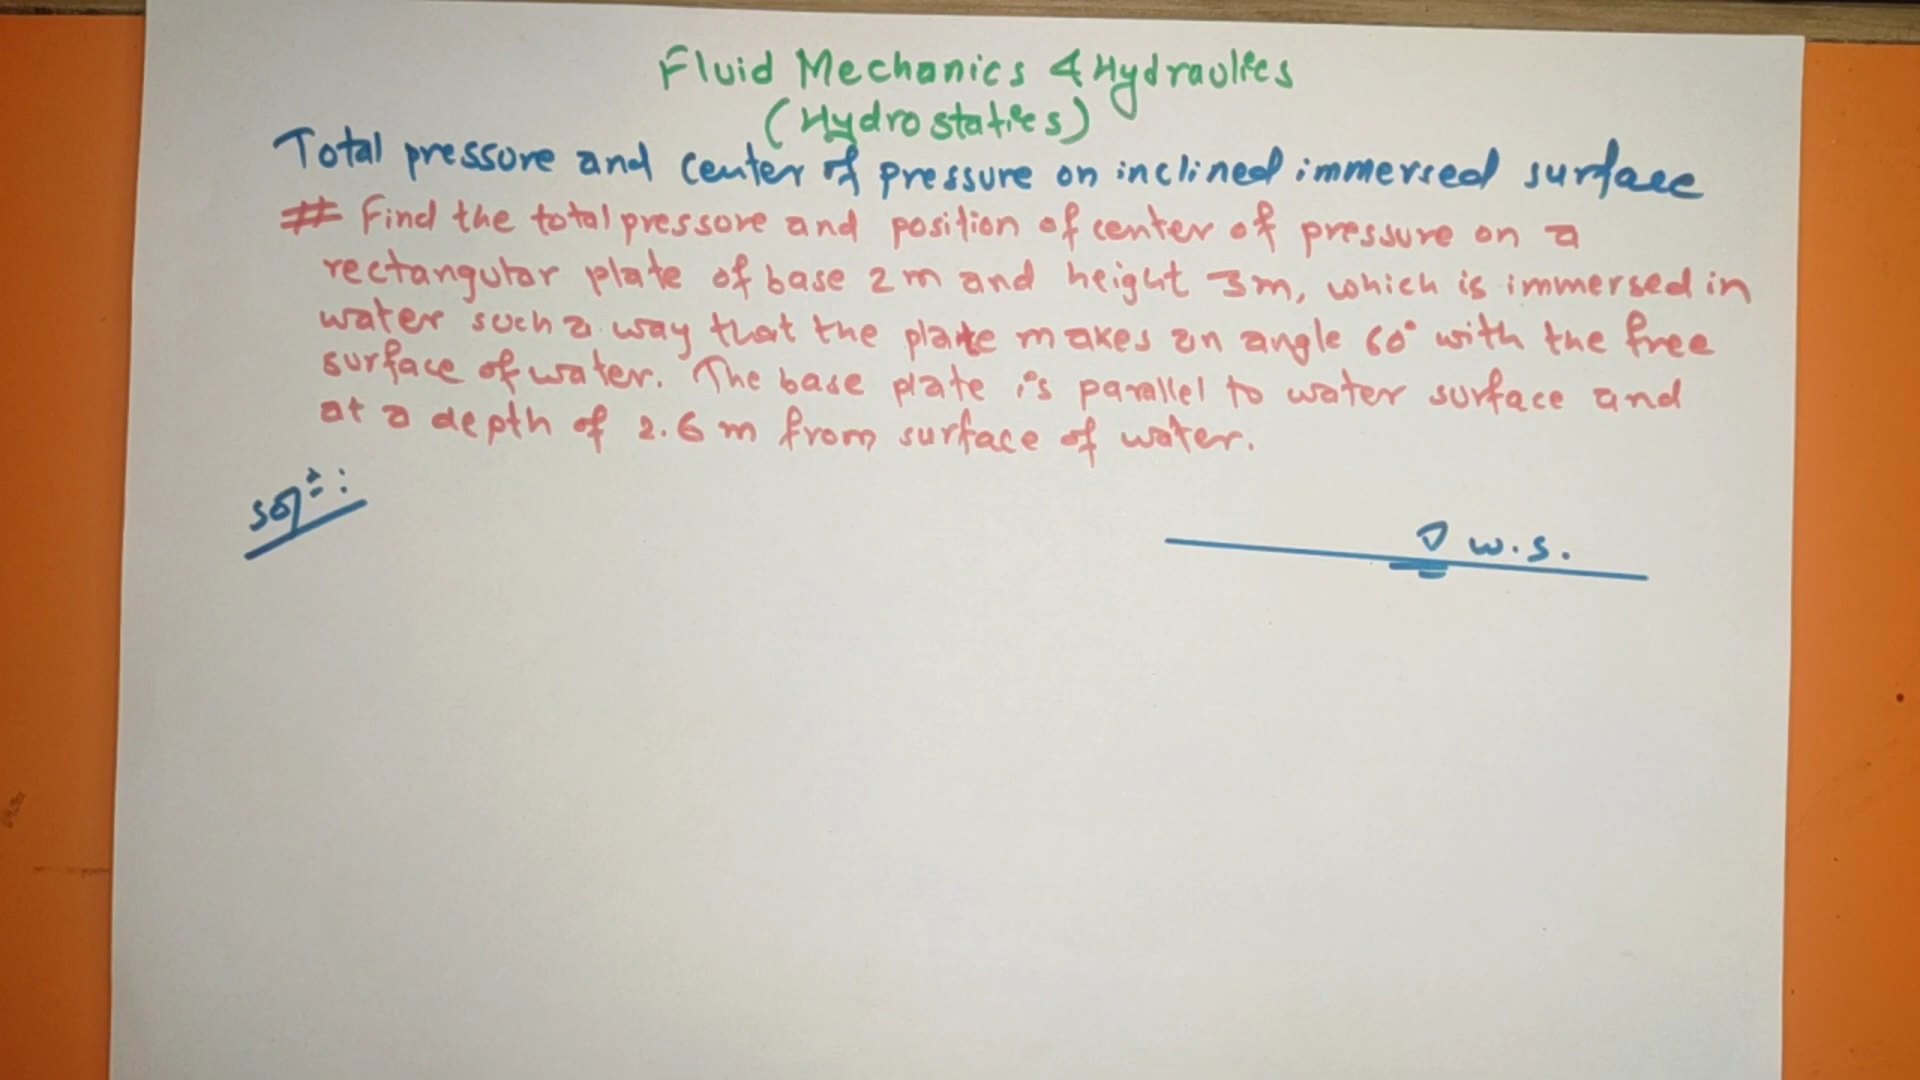 Fluid Mechanics & Hydraulics
(Hydrostatics)
Total pressure and center of pressure on inclined immersed surface
# Find the total pressure and position of center of pressure on a
rectangular plate of base 2 m and height 3m, which is immersed in
water such a way that the plate makes an angle 60° with the free
surface of water. The base plate is parallel to water surface and
at a depth of 2.6 m from surface of water.
Solⁿ:
w.s.